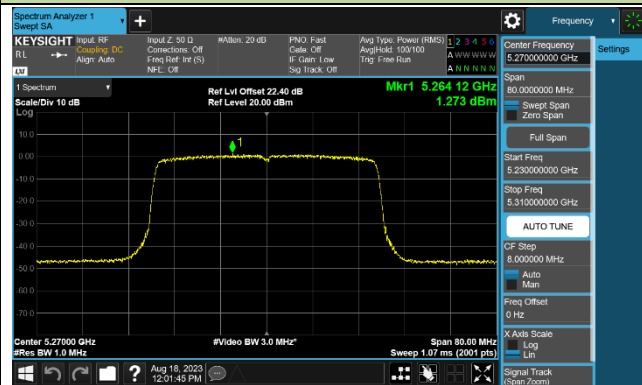 Spectrum Analyzer 1
Swept SA
+
Frequency
KEYSIGHT
Input: RF
Input Z: 50 Ω
#Atten: 20 dB
PNO: Fast
Avg Type: Power (RMS)
1 2 3 4 5 6
RL
Coupling: DC
Corrections: Off
Gate: Off
Avg|Hold: 100/100
A W W W W W
Align: Auto
Freq Ref: Int (S)
IF Gain: Low
Trig: Free Run
NFE: Off
Sig Track: Off
A N N N N N
LXI
1 Spectrum
Ref Lvl Offset 22.40 dB
Mkr1 5.264 12 GHz
Scale/Div 10 dB
Ref Level 20.00 dBm
1.273 dBm
Log
10.0
0.00
-10.0
-20.0
-30.0
-40.0
-50.0
-60.0
-70.0
1
Center 5.27000 GHz
#Video BW 3.0 MHz*
Span 80.00 MHz
#Res BW 1.0 MHz
Sweep 1.07 ms (2001 pts)
Aug 18, 2023
12:01:45 PM
?
Center Frequency
5.270000000 GHz
Settings
Span
80.0000000 MHz
Swept Span
Zero Span
Full Span
Start Freq
5.230000000 GHz
Stop Freq
5.310000000 GHz
AUTO TUNE
CF Step
8.000000 MHz
Auto
Man
Freq Offset
0 Hz
X Axis Scale
Log
Lin
Signal Track
(Span Zoom)